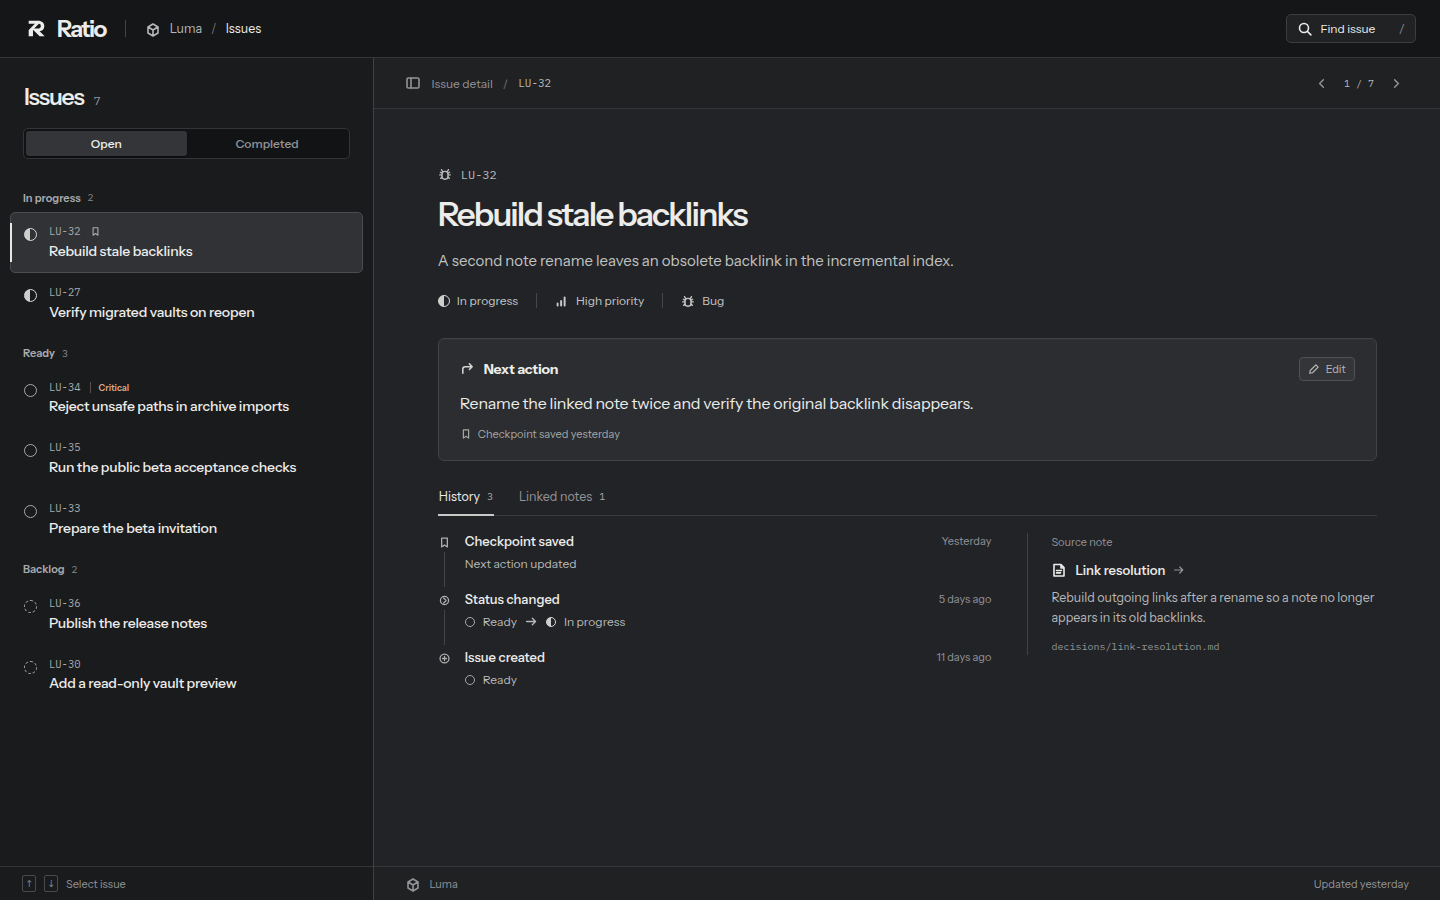 Ratio
Luma / Issues
Find issue /
Issues 7
Open
Completed
In progress 2
LU-32
Rebuild stale backlinks
LU-27
Verify migrated vaults on reopen
Ready 3
LU-34 | Critical
Reject unsafe paths in archive imports
LU-35
Run the public beta acceptance checks
LU-33
Prepare the beta invitation
Backlog 2
LU-36
Publish the release notes
LU-30
Add a read-only vault preview
↑ ↓ Select issue
Issue detail / LU-32
1 / 7
LU-32
Rebuild stale backlinks
A second note rename leaves an obsolete backlink in the incremental index.
In progress
High priority
Bug
Next action
Edit
Rename the linked note twice and verify the original backlink disappears.
Checkpoint saved yesterday
History 3
Linked notes 1
Checkpoint saved
Yesterday
Next action updated
Status changed
5 days ago
Ready → In progress
Issue created
11 days ago
Ready
Source note
Link resolution →
Rebuild outgoing links after a rename so a note no longer
appears in its old backlinks.
decisions/link-resolution.md
Luma
Updated yesterday